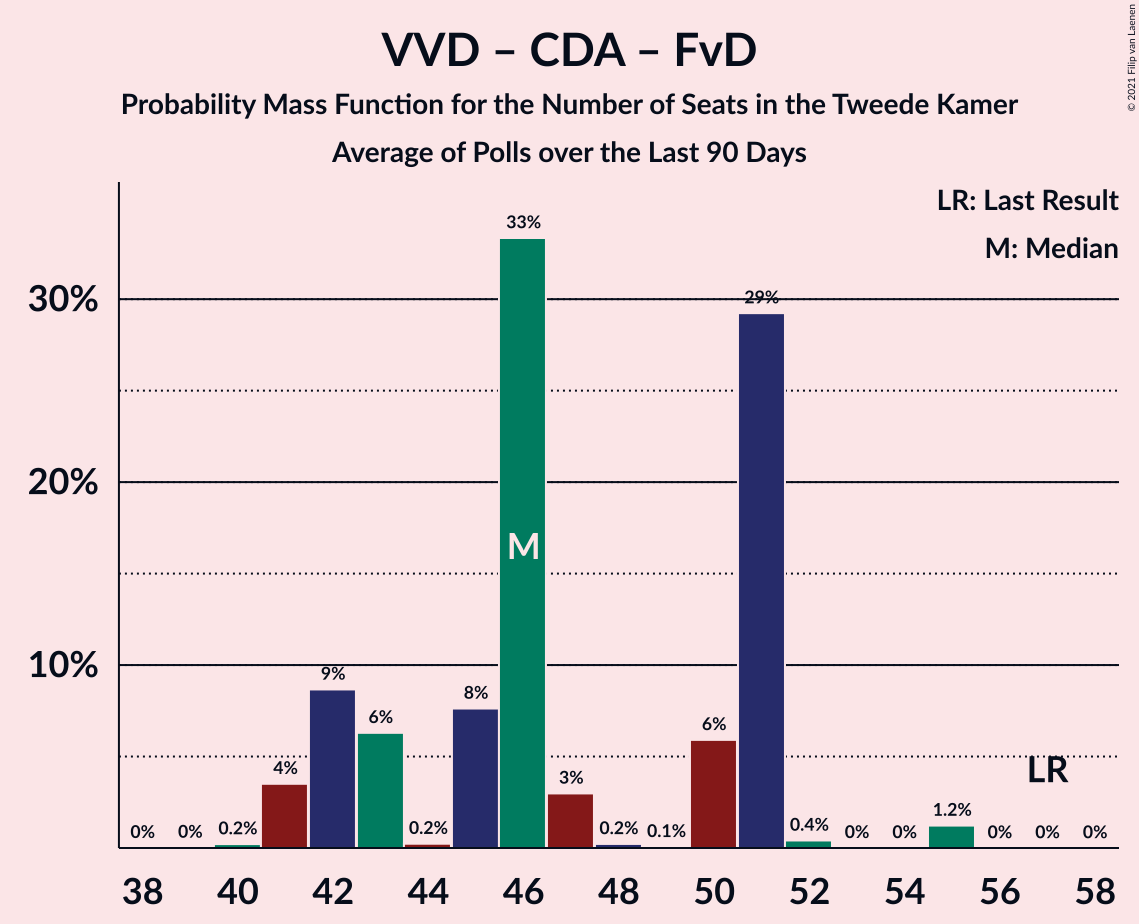 VVD – CDA – FvD
Probability Mass Function for the Number of Seats in the Tweede Kamer
Average of Polls over the Last 90 Days
© 2021 Filip van Laenen
LR: Last Result
M: Median
30%
20%
10%
0%
0%
0.2%
4%
9%
6%
0.2%
8%
33%
M
3%
0.2%
0.1%
6%
29%
0.4%
0%
0%
1.2%
0%
0%
0%
LR
38 40 42 44 46 48 50 52 54 56 58